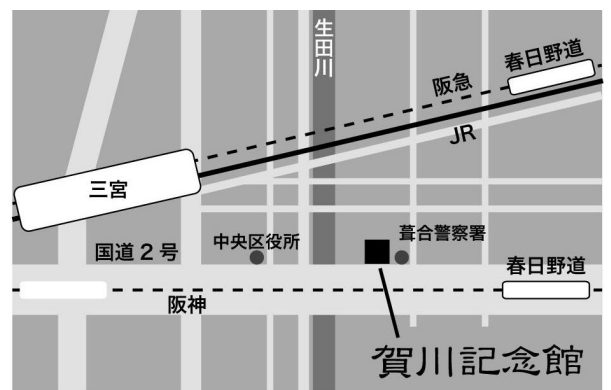 生田川
春日野道
阪急
JR
三宮
国道2号
中央区役所
葺合警察署
春日野道
阪神
賀川記念館